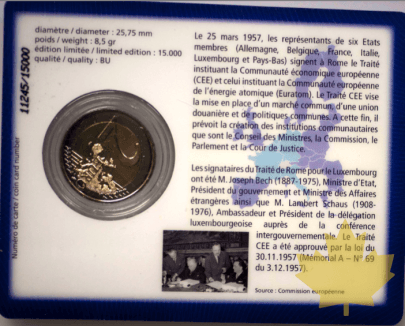 diamètre / diameter : 25,75 mm
poids / weight : 8,5 gr
édition limitée / limited edition : 15.000
qualité / quality : BU
Numéro de carte / coin card number
11245/15000
Le 25 mars 1957, les représentants de six Etats
membres (Allemagne, Belgique, France, Italie,
Luxembourg et Pays-Bas) signent à Rome le Traité
instituant la Communauté économique européenne
(CEE) et celui instituant la Communauté européenne
de l'énergie atomique (Euratom). Le Traité CEE vise
la mise en place d'un marché commun, d'une union
douanière et de politiques communes. A cette fin, il
prévoit la création des institutions communautaires
que sont le Conseil des Ministres, la Commission, le
Parlement et la Cour de Justice.
Les signataires du Traité de Rome pour le Luxembourg
ont été M. Joseph Bech (1887-1975), Ministre d'Etat,
Président du gouvernement et Ministre des Affaires
étrangères ainsi que M. Lambert Schaus (1908-
1976), Ambassadeur et Président de la délégation
luxembourgeoise auprès de la conférence
intergouvernementale. Le Traité
CEE a été approuvé par la loi du
30.11.1957 (Mémorial A – N° 69
du 3.12.1957).
Source : Commission européenne